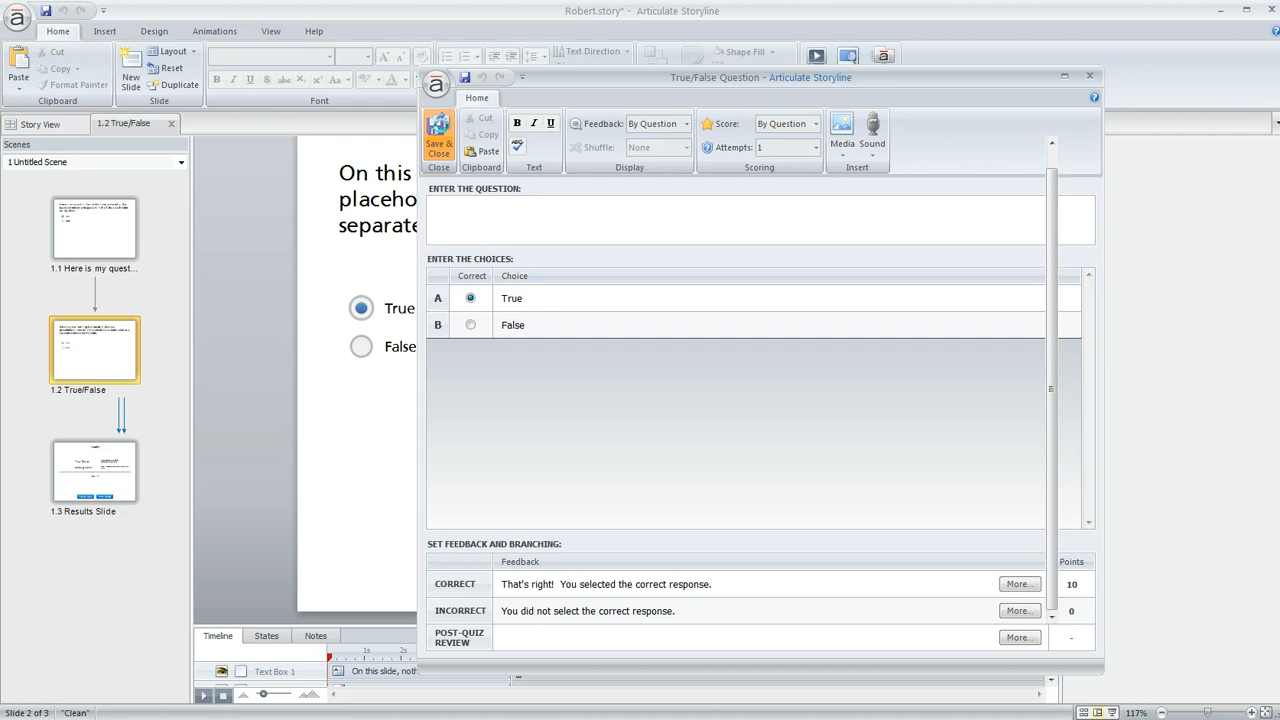 Robert.story* - Articulate Storyline
Home Insert Design Animations View Help
Paste
Cut
Copy
Format Painter
Clipboard
New
Slide
Layout
Reset
Duplicate
Slide
B I U S abc
Aa
Font
Text Direction
Shape Fill
Story View
1.2 True/False
Scenes
1 Untitled Scene
1.1 Here is my quest...
1.2 True/False
1.3 Results Slide
On this
placeho
separate
True
False
True/False Question - Articulate Storyline
Home
Save &
Close
Close
Cut
Copy
Paste
Clipboard
B I U
ABC
Text
Feedback: By Question
Shuffle: None
Display
Score: By Question
Attempts: 1
Scoring
Media
Sound
Insert
ENTER THE QUESTION:
ENTER THE CHOICES:
Correct Choice
A True
B False
SET FEEDBACK AND BRANCHING:
Feedback Points
CORRECT That's right! You selected the correct response. More... 10
INCORRECT You did not select the correct response. More... 0
POST-QUIZ
REVIEW More... -
Timeline States Notes
1s 2s
Text Box 1 On this slide, noth
Slide 2 of 3 "Clean" 117%